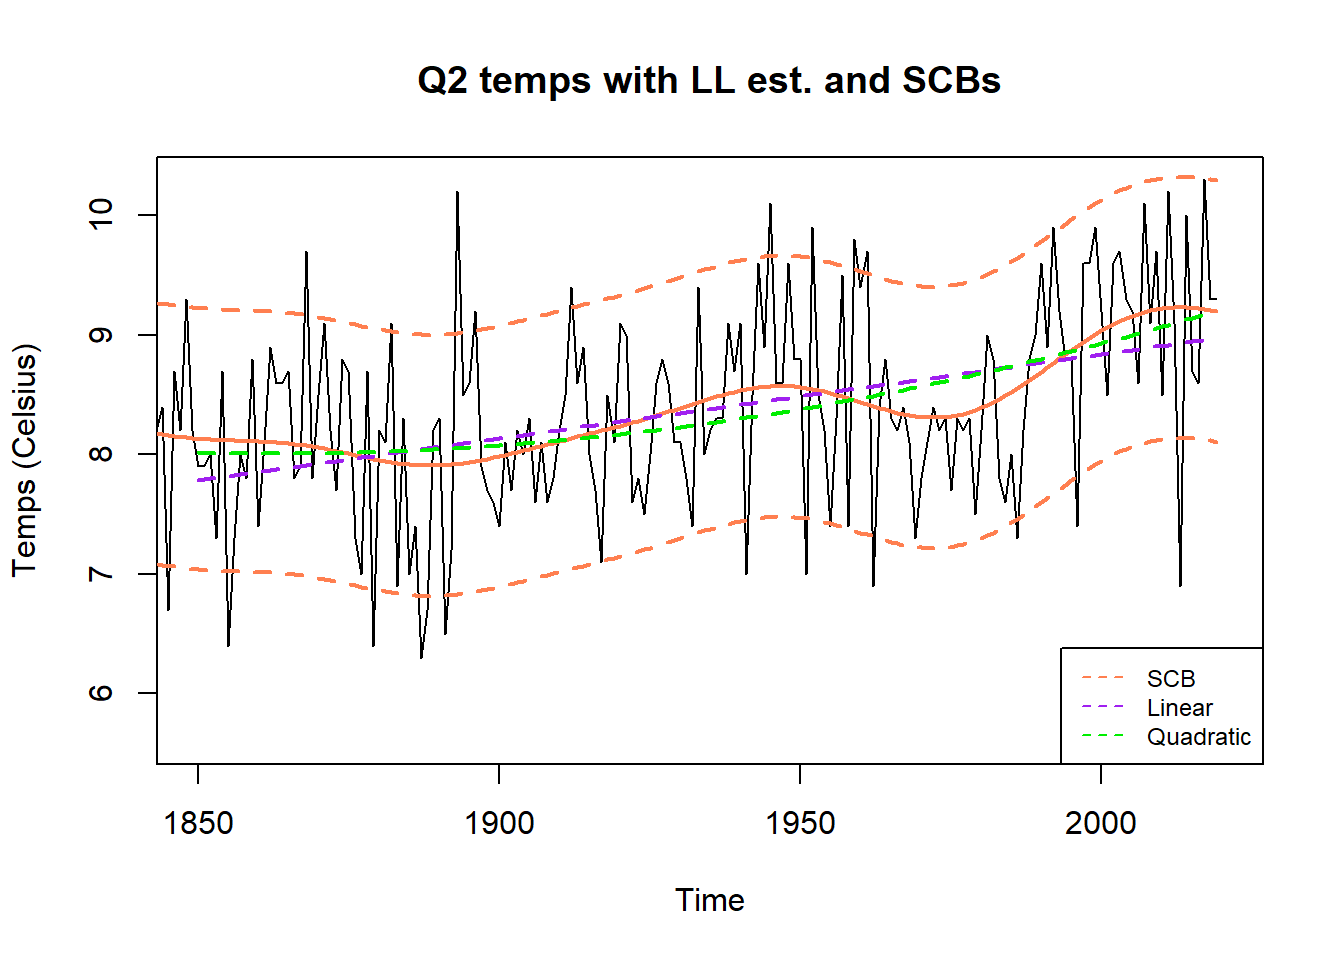 Q2 temps with LL est. and SCBs
Temps (Celsius)
10
9
8
7
6
SCB
Linear
Quadratic
1850
1900
1950
2000
Time